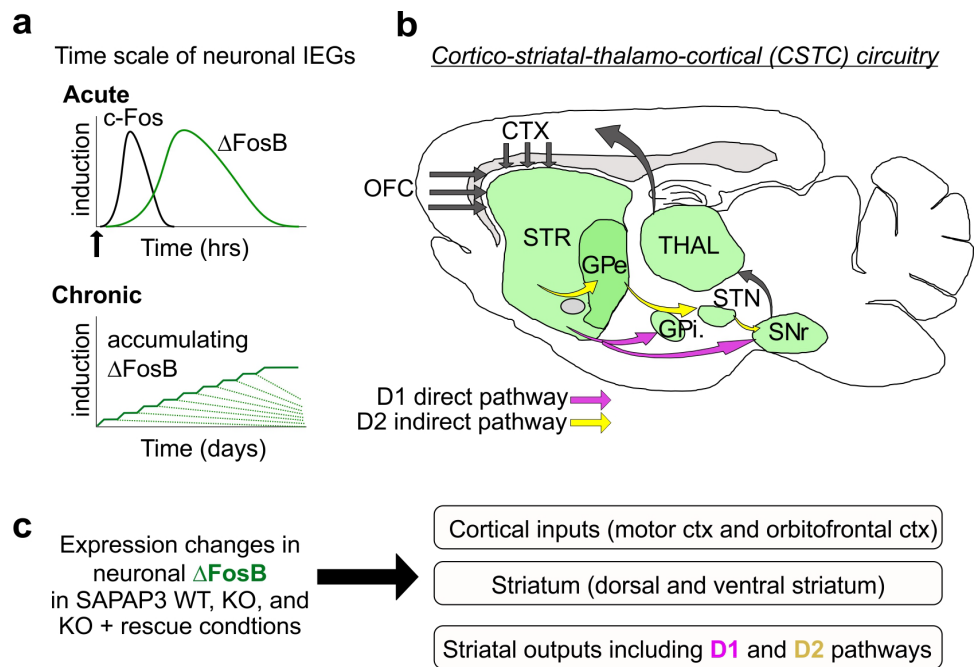 a
Time scale of neuronal IEGs
Acute
c-Fos
ΔFosB
induction
Time (hrs)
Chronic
accumulating
ΔFosB
induction
Time (days)
b
Cortico-striatal-thalamo-cortical (CSTC) circuitry
CTX
OFC
STR
GPe
THAL
STN
GPi.
SNr
D1 direct pathway
D2 indirect pathway
c
Expression changes in
neuronal ΔFosB
in SAPAP3 WT, KO, and
KO + rescue condtions
Cortical inputs (motor ctx and orbitofrontal ctx)
Striatum (dorsal and ventral striatum)
Striatal outputs including D1 and D2 pathways